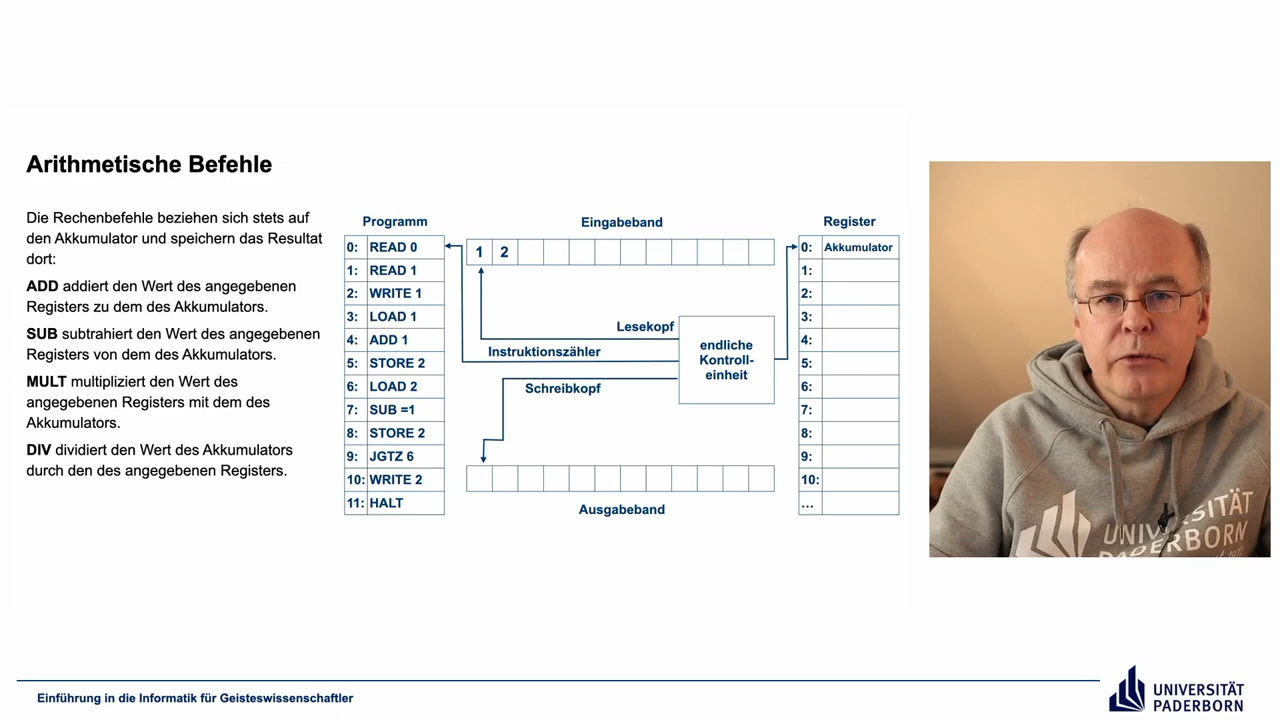 Arithmetische Befehle
Die Rechenbefehle beziehen sich stets auf
den Akkumulator und speichern das Resultat
dort:
ADD addiert den Wert des angegebenen
Registers zu dem des Akkumulators.
SUB subtrahiert den Wert des angegebenen
Registers von dem des Akkumulators.
MULT multipliziert den Wert des
angegebenen Registers mit dem des
Akkumulators.
DIV dividiert den Wert des Akkumulators
durch den des angegebenen Registers.
Programm
0: READ 0
1: READ 1
2: WRITE 1
3: LOAD 1
4: ADD 1
5: STORE 2
6: LOAD 2
7: SUB =1
8: STORE 2
9: JGTZ 6
10: WRITE 2
11: HALT
Eingabeband
1 2
Lesekopf
Instruktionszähler
Schreibkopf
endliche
Kontroll-
einheit
Ausgabeband
Register
0: Akkumulator
1:
2:
3:
4:
5:
6:
7:
8:
9:
10:
...
UNIVERSITÄT
PADERBORN
Einführung in die Informatik für Geisteswissenschaftler
UNIVERSITÄT
PADERBORN